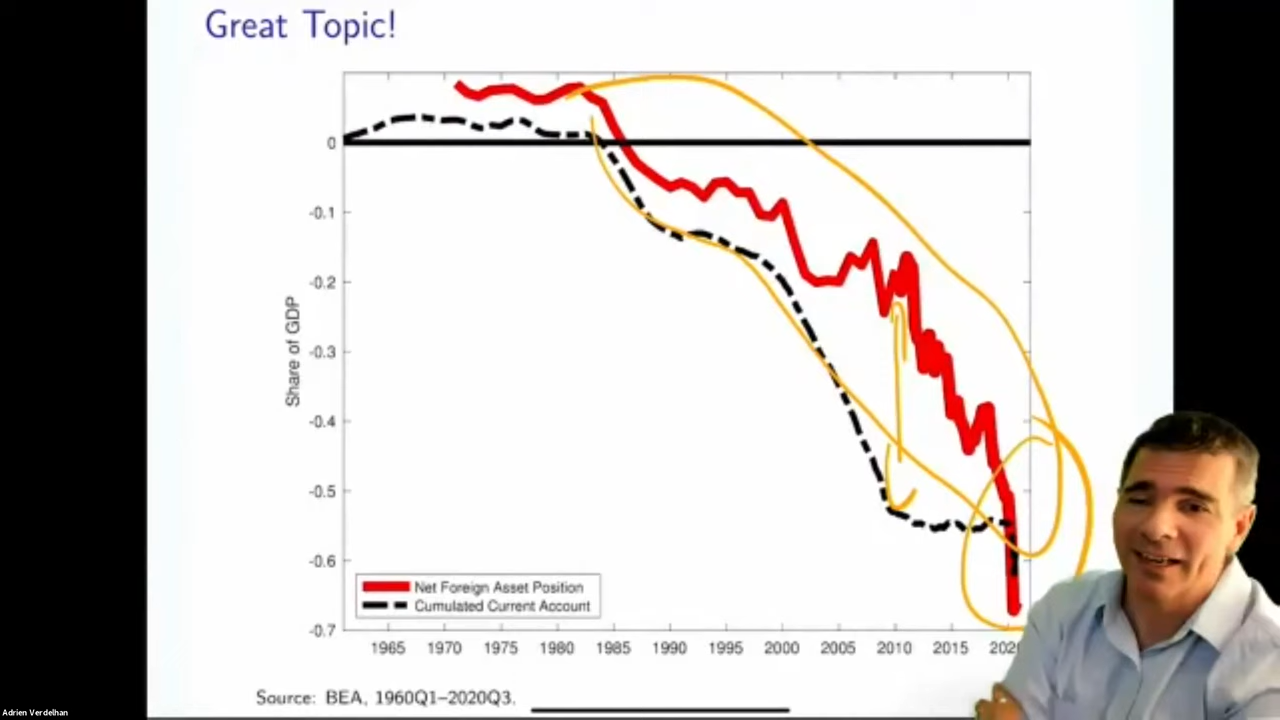 Great Topic!
0
-0.1
-0.2
-0.3
-0.4
-0.5
-0.6
-0.7
Share of GDP
Net Foreign Asset Position
Cumulated Current Account
1965 1970 1975 1980 1985 1990 1995 2000 2005 2010 2015
Source: BEA, 1960Q1–2020Q3.
Adrien Verdelhan